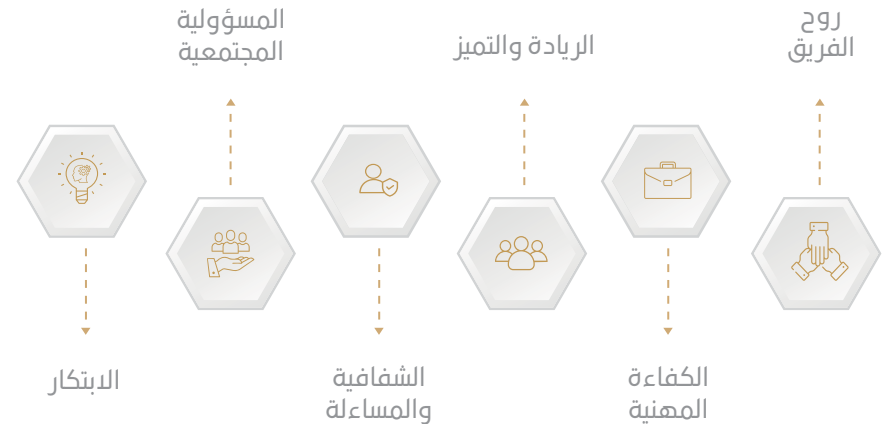 روح
الفريق
الكفاءة
المهنية
الريادة والتميز
الشفافية
والمساءلة
المسؤولية
المجتمعية
الابتكار